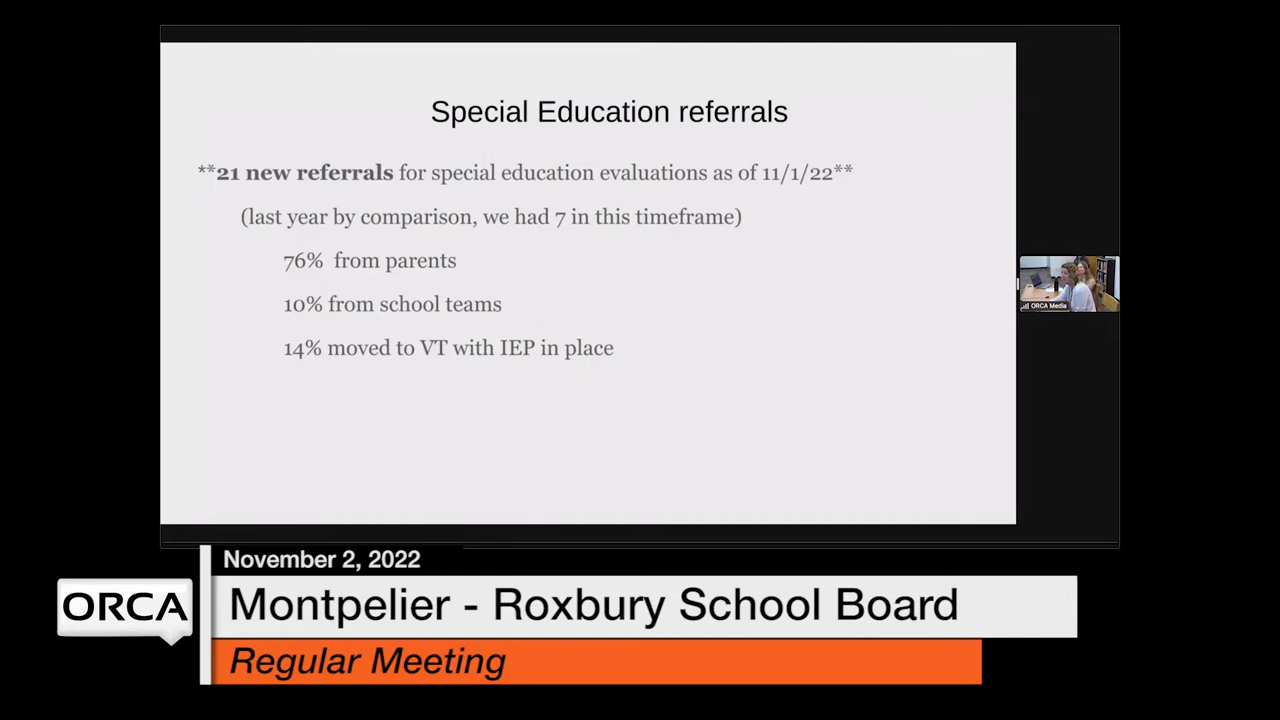 Special Education referrals
**21 new referrals for special education evaluations as of 11/1/22**
(last year by comparison, we had 7 in this timeframe)
76% from parents
10% from school teams
14% moved to VT with IEP in place
ORCA Media
November 2, 2022
ORCA
Montpelier - Roxbury School Board
Regular Meeting